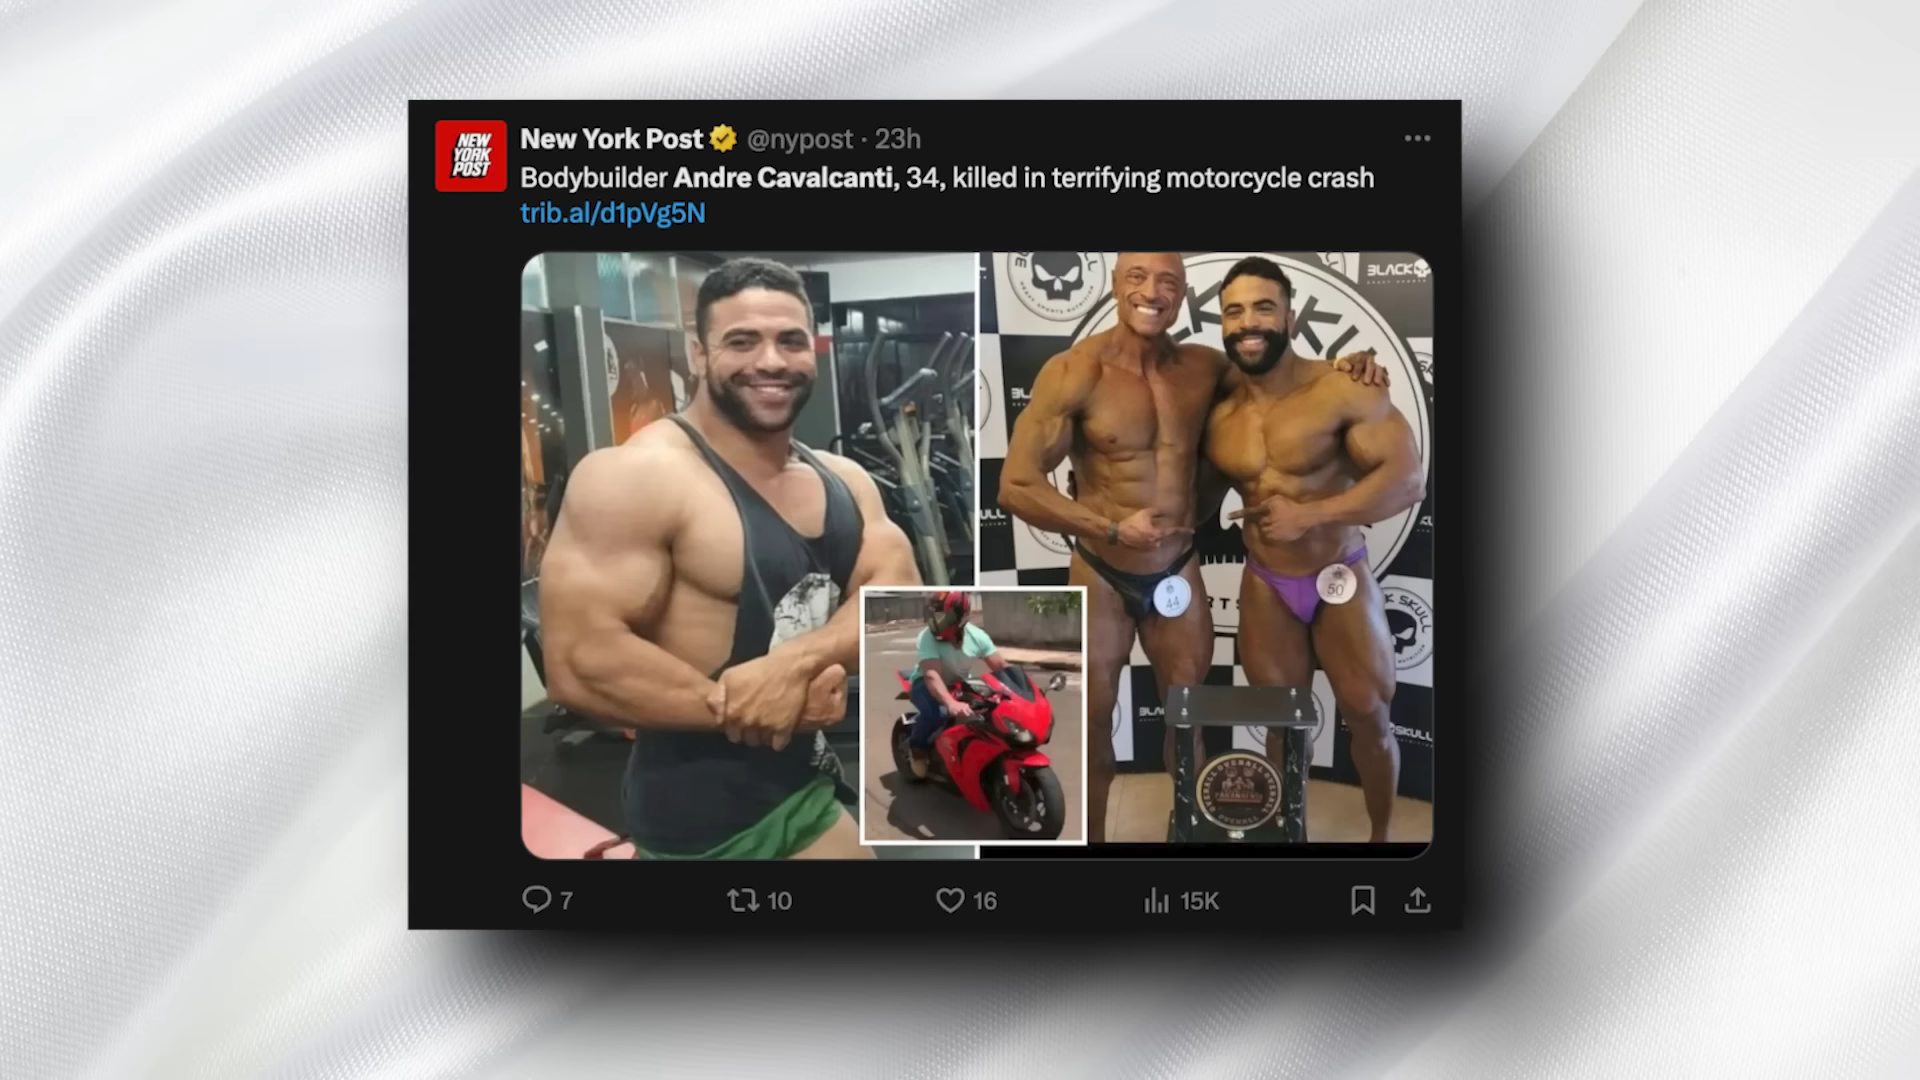 NEW
YORK
POST
New York Post @nypost · 23h
Bodybuilder Andre Cavalcanti, 34, killed in terrifying motorcycle crash
trib.al/d1pVg5N
BLACK
44
50
OVERALL
7
10
16
15K